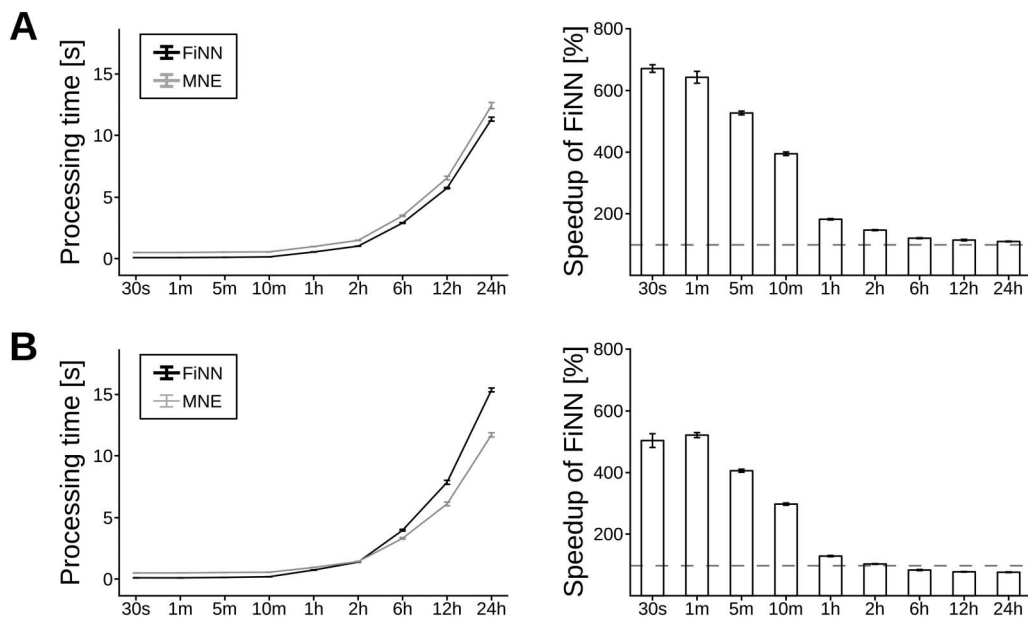 A
Processing time [s]
15
10
5
0
FiNN
MNE
30s 1m 5m 10m 1h 2h 6h 12h 24h
Speedup of FiNN [%]
800
600
400
200
30s 1m 5m 10m 1h 2h 6h 12h 24h
B
Processing time [s]
15
10
5
0
FiNN
MNE
30s 1m 5m 10m 1h 2h 6h 12h 24h
Speedup of FiNN [%]
800
600
400
200
30s 1m 5m 10m 1h 2h 6h 12h 24h